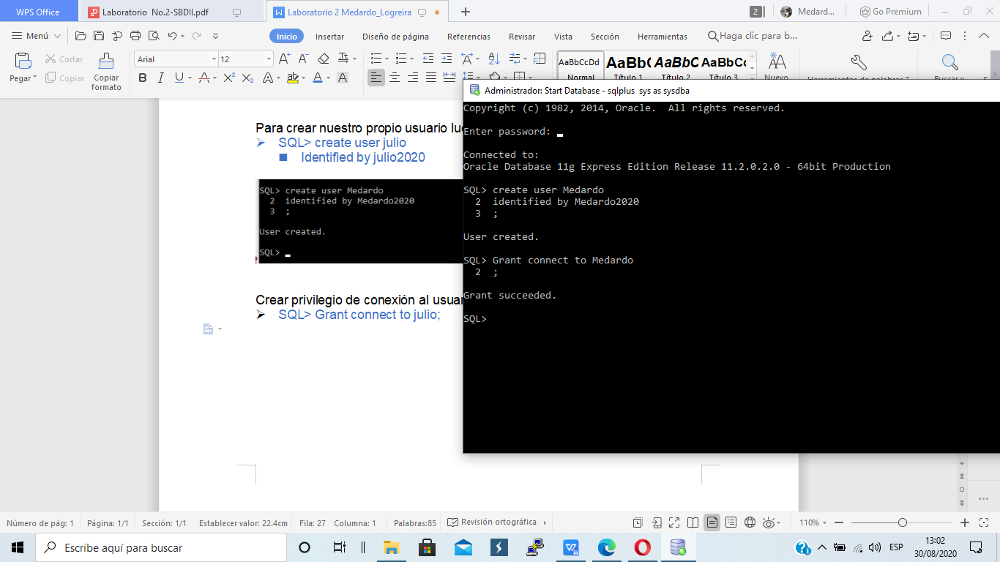 WPS Office
Laboratorio No.2-SBDII.pdf
Laboratorio 2 Medardo_Logreira
2
Medard...
Go Premium
Menú
Inicio
Insertar
Diseño de página
Referencias
Revisar
Vista
Sección
Herramientas
Haga clic para b...
Pegar
Cortar
Copiar
Copiar
formato
Arial
12
AaBbCcDd
AaBb
AaBbC
AaBbCc
Normal
Título 1
Título 2
Título 3
Nuevo
Herramientas de palabras
Buscar y
Administrador: Start Database - sqlplus sys as sysdba
Copyright (c) 1982, 2014, Oracle. All rights reserved.
Enter password:
Connected to:
Oracle Database 11g Express Edition Release 11.2.0.2.0 - 64bit Production
SQL> create user Medardo
2 identified by Medardo2020
3 ;
User created.
SQL> Grant connect to Medardo
2 ;
Grant succeeded.
SQL>
Para crear nuestro propio usuario lu
SQL> create user julio
Identified by julio2020
SQL> create user Medardo
2 identified by Medardo2020
3 ;
User created.
SQL>
Crear privilegio de conexión al usua
SQL> Grant connect to julio;
Número de pág: 1
Página: 1/1
Sección: 1/1
Establecer valor: 22.4cm
Fila: 27
Columna: 1
Palabras:85
Revisión ortográfica
110%
Escribe aquí para buscar
ESP
13:02
30/08/2020